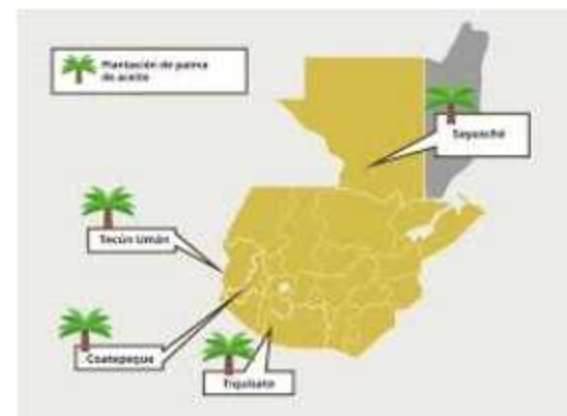 Plantación de palma
de aceite
Sayaxché
Tecún Umán
Coatepeque
Tiquisate